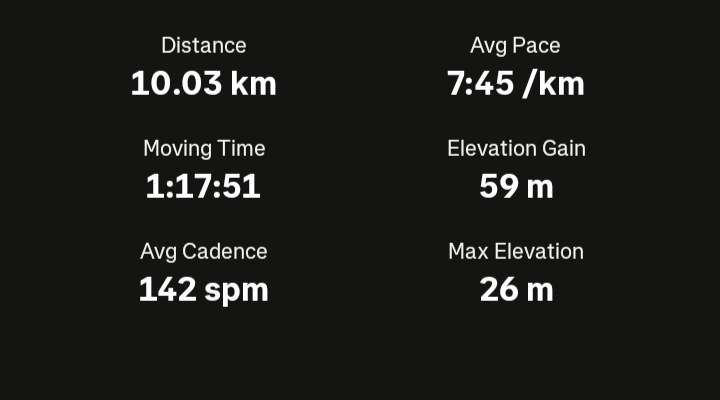 Distance
10.03 km
Avg Pace
7:45 /km
Moving Time
1:17:51
Elevation Gain
59 m
Avg Cadence
142 spm
Max Elevation
26 m